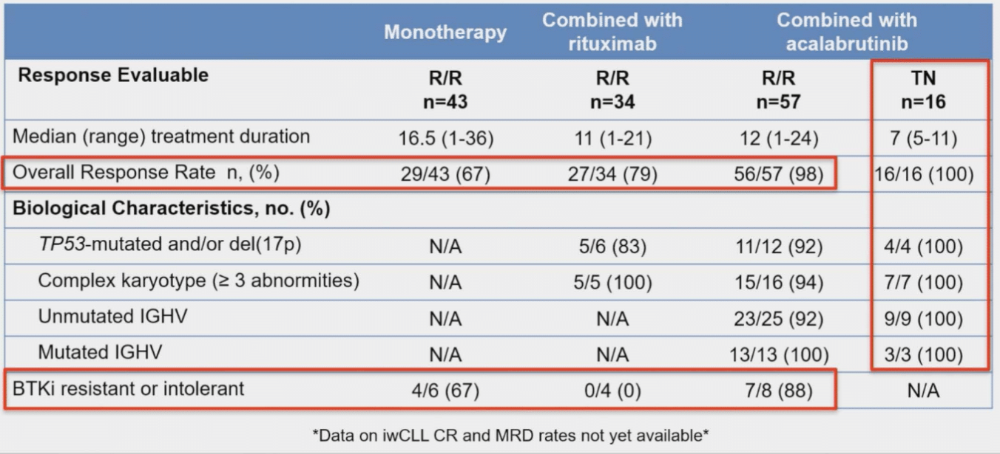 Monotherapy Combined with rituximab Combined with acalabrutinib
Response Evaluable R/R n=43 R/R n=34 R/R n=57 TN n=16
Median (range) treatment duration 16.5 (1-36) 11 (1-21) 12 (1-24) 7 (5-11)
Overall Response Rate n, (%) 29/43 (67) 27/34 (79) 56/57 (98) 16/16 (100)
Biological Characteristics, no. (%)
TP53-mutated and/or del(17p) N/A 5/6 (83) 11/12 (92) 4/4 (100)
Complex karyotype (≥ 3 abnormities) N/A 5/5 (100) 15/16 (94) 7/7 (100)
Unmutated IGHV N/A N/A 23/25 (92) 9/9 (100)
Mutated IGHV N/A N/A 13/13 (100) 3/3 (100)
BTKi resistant or intolerant 4/6 (67) 0/4 (0) 7/8 (88) N/A
*Data on iwCLL CR and MRD rates not yet available*